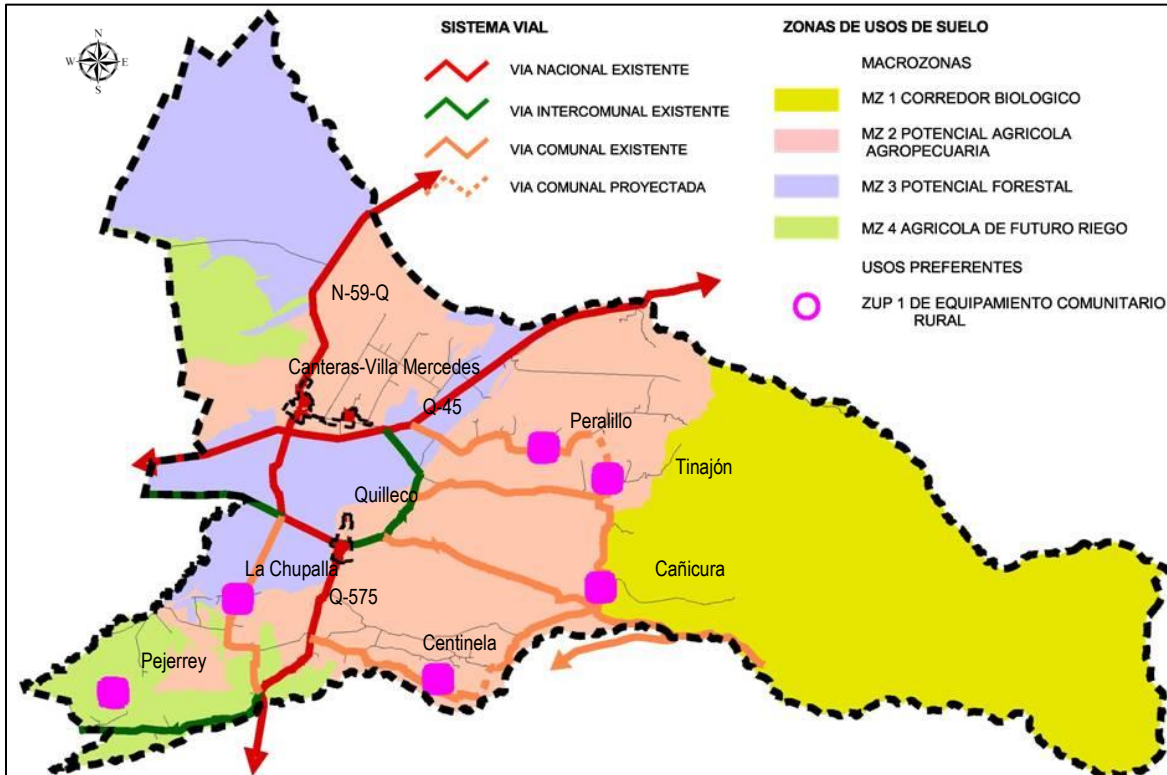 N
W
E
S
SISTEMA VIAL
VIA NACIONAL EXISTENTE
VIA INTERCOMUNAL EXISTENTE
VIA COMUNAL EXISTENTE
VIA COMUNAL PROYECTADA
ZONAS DE USOS DE SUELO
MACROZONAS
MZ 1 CORREDOR BIOLOGICO
MZ 2 POTENCIAL AGRICOLA
AGROPECUARIA
MZ 3 POTENCIAL FORESTAL
MZ 4 AGRICOLA DE FUTURO RIEGO
USOS PREFERENTES
ZUP 1 DE EQUIPAMIENTO COMUNITARIO
RURAL
N-59-Q
Canteras-Villa Mercedes
Q-45
Peralillo
Tinajón
Quilleco
La Chupalla
Cañicura
Q-575
Centinela
Pejerrey